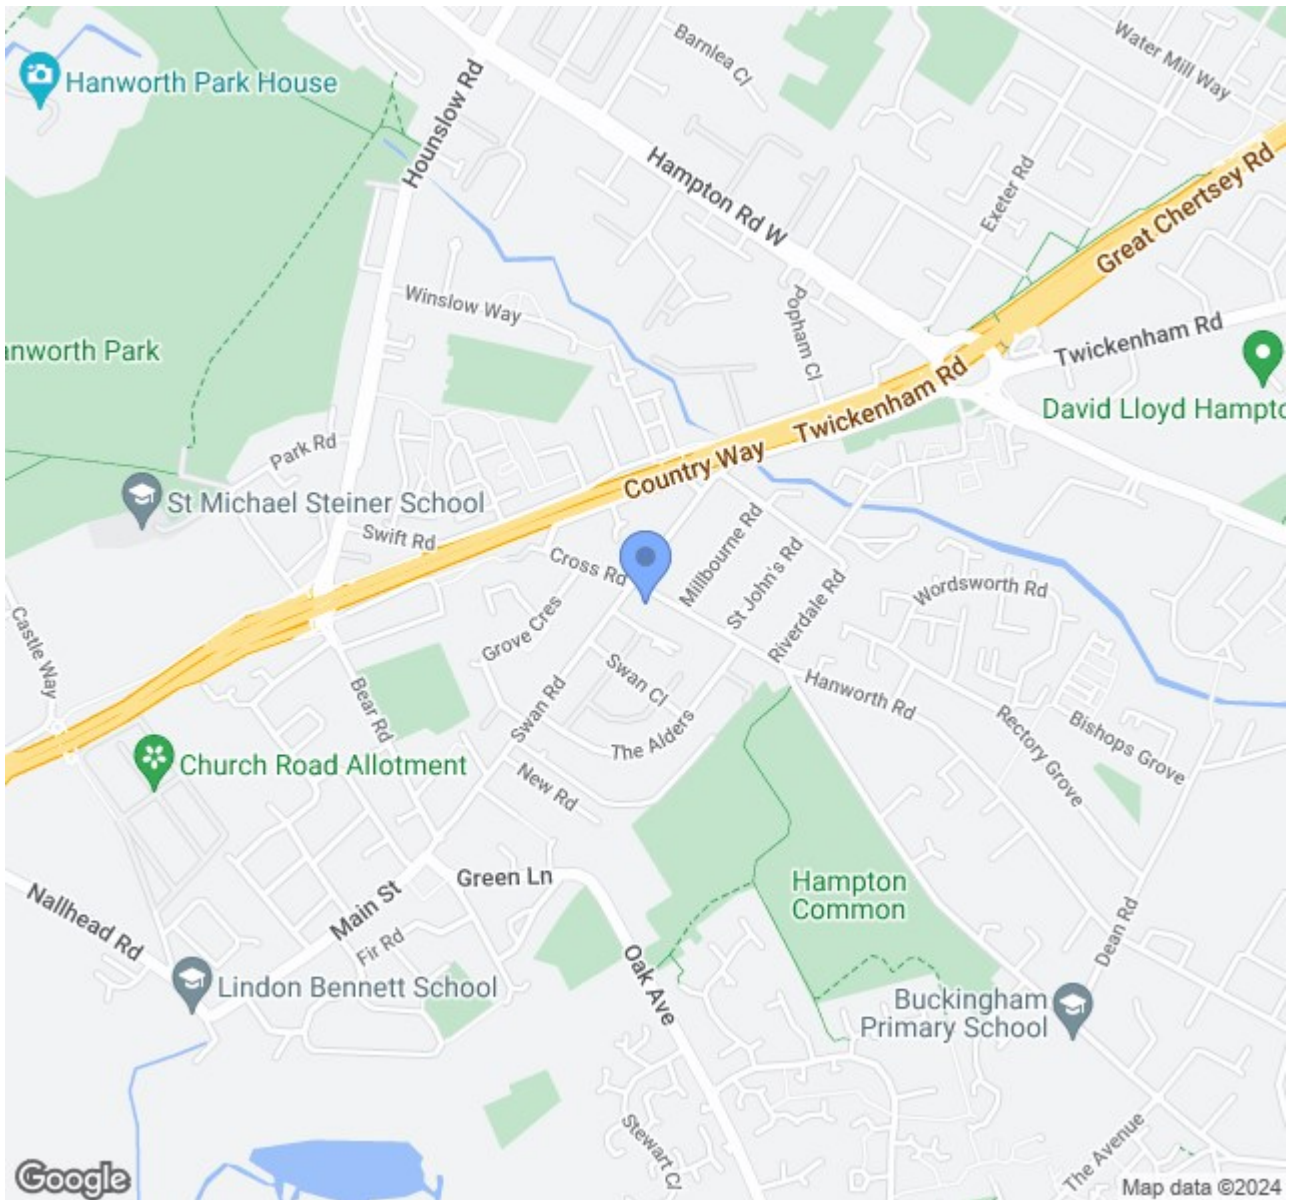 Barnlea Cl
Water Mill Way
Hanworth Park House
Hounslow Rd
Hampton Rd W
Exeter Rd
Great Chertsey Rd
Winslow Way
Popham Cl
anworth Park
Twickenham Rd
Twickenham Rd
David Lloyd Hampto
Park Rd
Country Way
St Michael Steiner School
Swift Rd
Cross Rd
Millbourne Rd
St John's Rd
Riverdale Rd
Wordsworth Rd
Castle Way
Grove Cres
Swan Cl
Hanworth Rd
Bear Rd
Swan Rd
The Alders
Rectory Grove
Bishops Grove
Church Road Allotment
New Rd
Green Ln
Hampton
Common
Nallhead Rd
Main St
Fir Rd
Dean Rd
Oak Ave
Lindon Bennett School
Buckingham
Primary School
Stewart Cl
The Avenue
Google
Map data ©2024